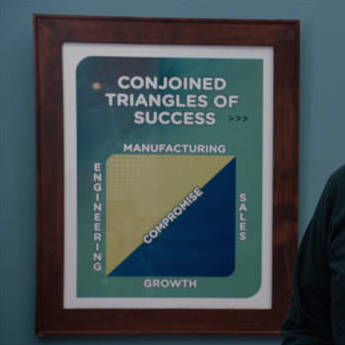 CONJOINED
TRIANGLES OF
SUCCESS >>>
MANUFACTURING
ENGINEERING
COMPROMISE
SALES
GROWTH